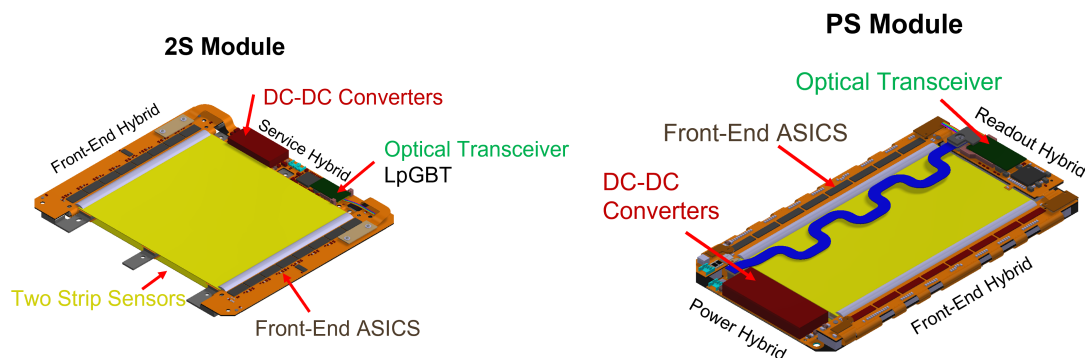 2S Module
Front-End Hybrid
DC-DC Converters
Service Hybrid
Optical Transceiver
LpGBT
Two Strip Sensors
Front-End ASICS
PS Module
Optical Transceiver
Front-End ASICS
Readout Hybrid
DC-DC
Converters
Power Hybrid
Front-End Hybrid